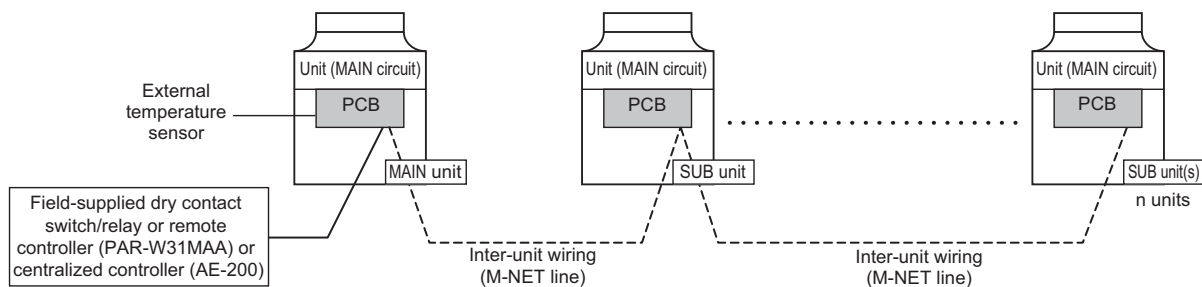 Unit (MAIN circuit)
PCB
External
temperature
sensor
MAIN unit
Field-supplied dry contact
switch/relay or remote
controller (PAR-W31MAA) or
centralized controller (AE-200)
Inter-unit wiring
(M-NET line)
Unit (MAIN circuit)
PCB
SUB unit
Inter-unit wiring
(M-NET line)
Unit (MAIN circuit)
PCB
SUB unit(s)
n units